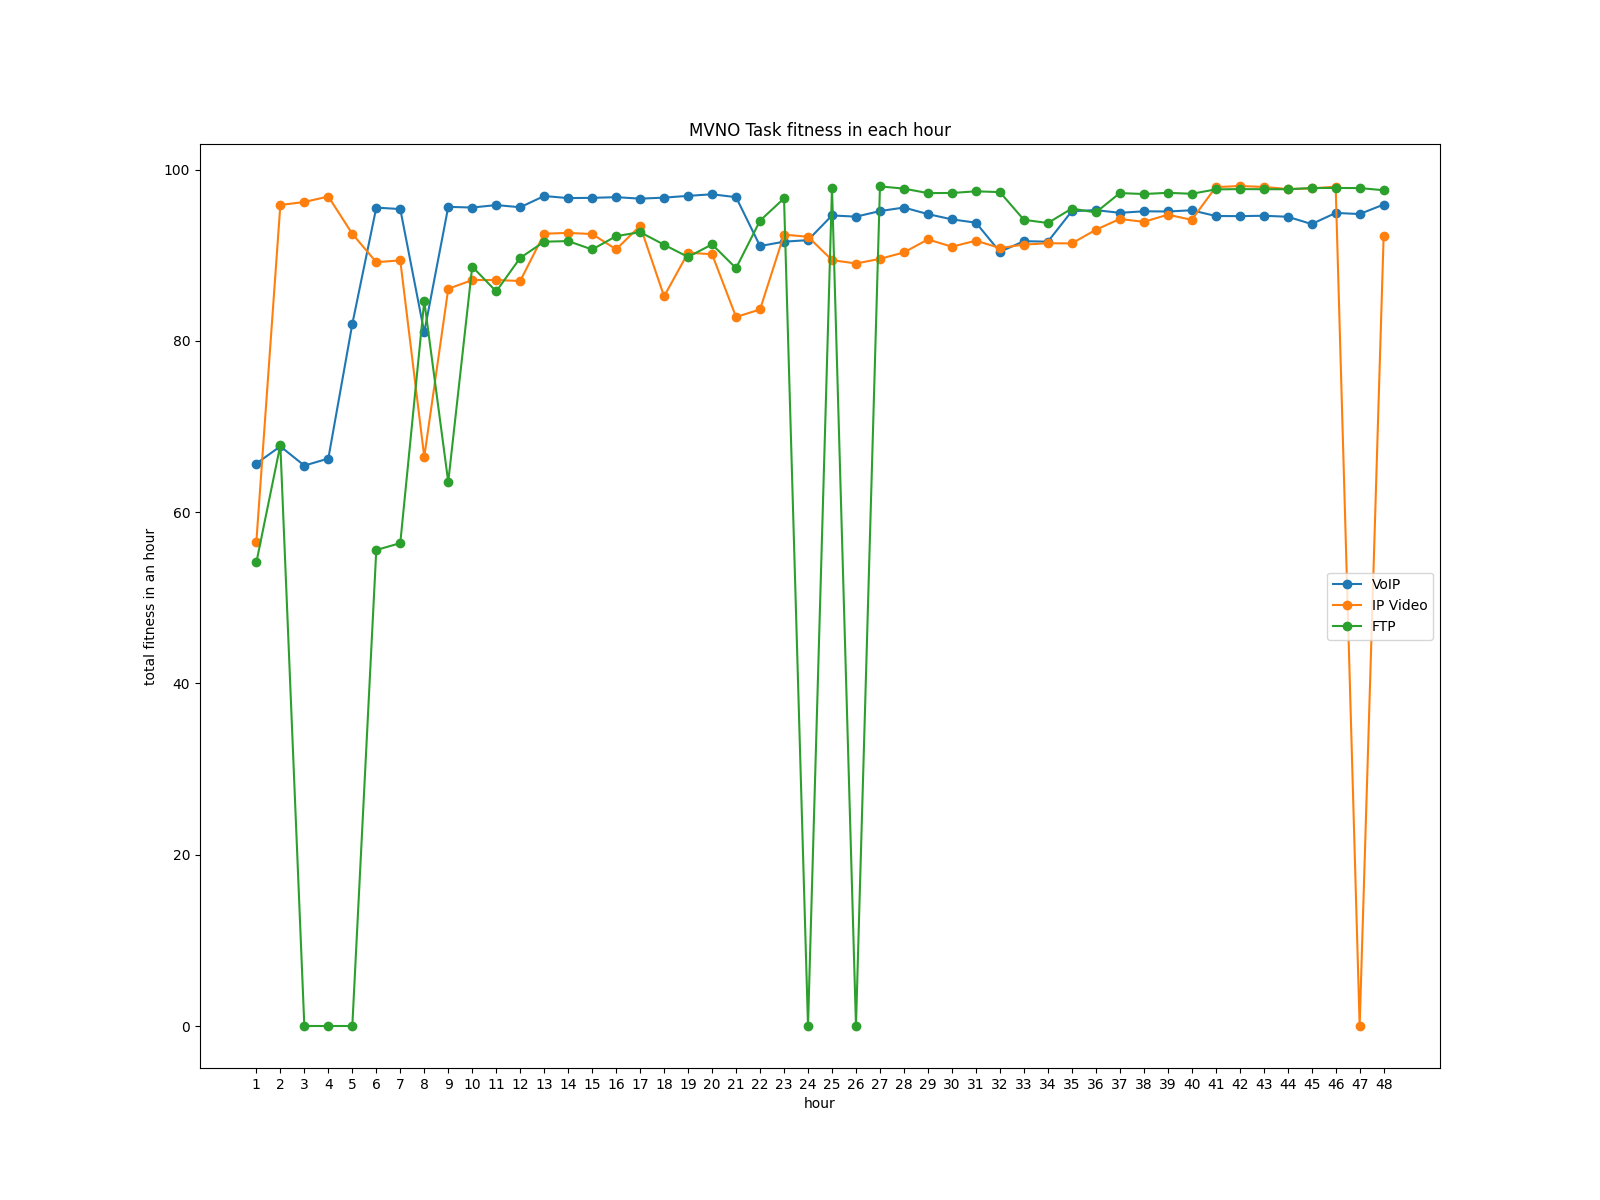 MVNO Task fitness in each hour
100
80
60
40
20
0
total fitness in an hour
VoIP
IP Video
FTP
1 2 3 4 5 6 7 8 9 10 11 12 13 14 15 16 17 18 19 20 21 22 23 24 25 26 27 28 29 30 31 32 33 34 35 36 37 38 39 40 41 42 43 44 45 46 47 48
hour